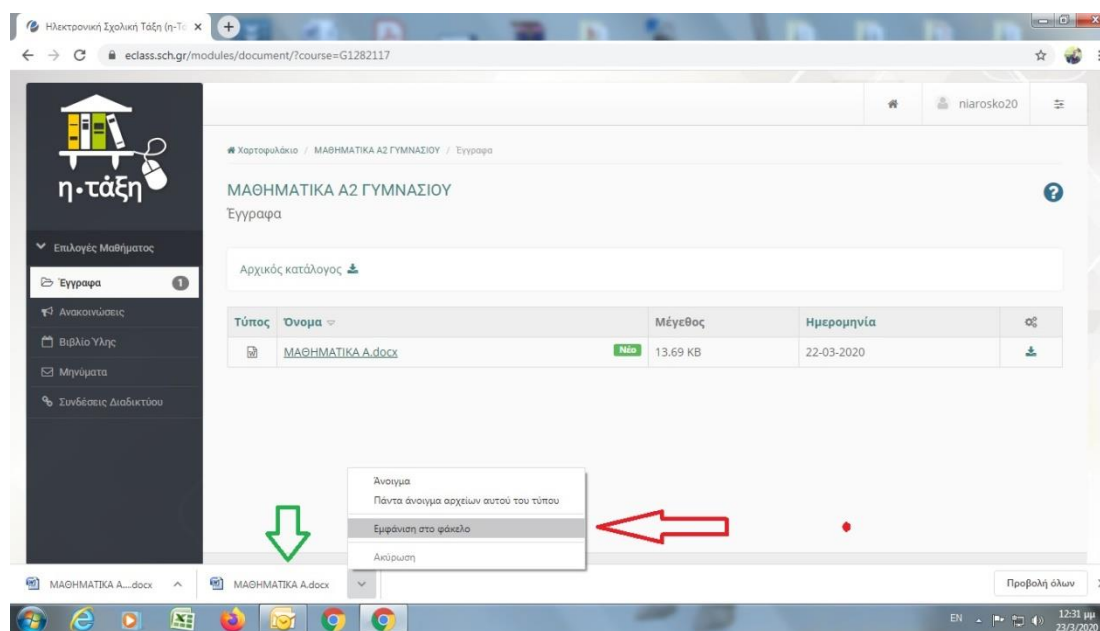 Ηλεκτρονική Σχολική Τάξη (η-Τά
eclass.sch.gr/modules/document/?course=G1282117
niarosko20
η·τάξη
Χαρτοφυλάκιο / ΜΑΘΗΜΑΤΙΚΑ Α2 ΓΥΜΝΑΣΙΟΥ / Έγγραφα
ΜΑΘΗΜΑΤΙΚΑ Α2 ΓΥΜΝΑΣΙΟΥ
Έγγραφα
Επιλογές Μαθήματος
Έγγραφα 1
Ανακοινώσεις
Βιβλίο Ύλης
Μηνύματα
Συνδέσεις Διαδικτύου
Αρχικός κατάλογος
Τύπος Όνομα Μέγεθος Ημερομηνία
ΜΑΘΗΜΑΤΙΚΑ Α.docx Νέο 13.69 KB 22-03-2020
Άνοιγμα
Πάντα άνοιγμα αρχείων αυτού του τύπου
Εμφάνιση στο φάκελο
Ακύρωση
ΜΑΘΗΜΑΤΙΚΑ Α....docx ΜΑΘΗΜΑΤΙΚΑ Α.docx Προβολή όλων
EN 12:31 μμ
23/3/2020